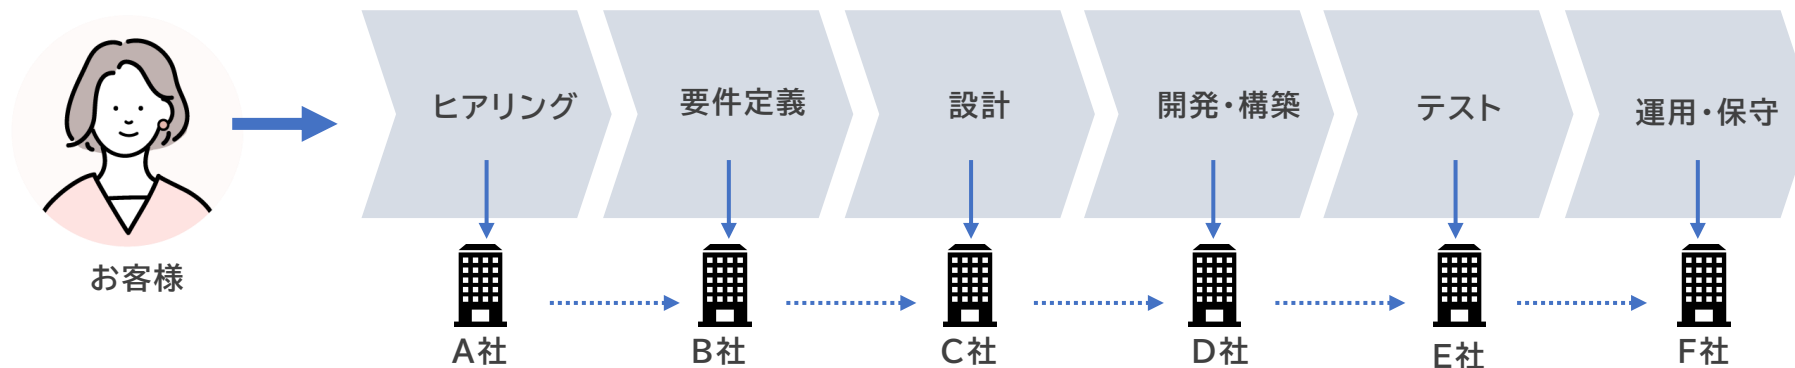 ヒアリング
要件定義
設計
開発・構築
テスト
運用・保守
お客様
A社
B社
C社
D社
E社
F社